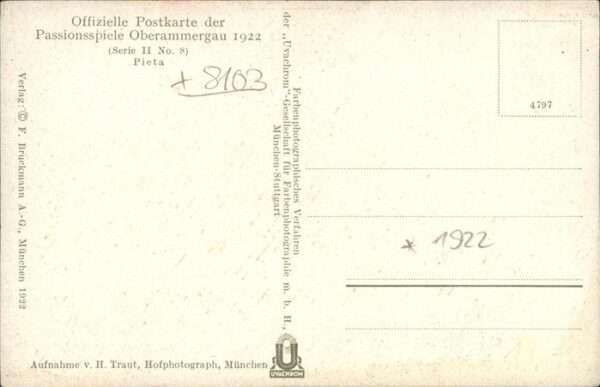 Offizielle Postkarte der
Passionsspiele Oberammergau 1922
(Serie II No. 8)
Pieta
+ 8103
Verlag: © F. Bruckmann A.-G., München 1922
Farbenphotographisches Verfahren
der „Uvachrom"-Gesellschaft für Farbenphotographie m. b. H.,
München-Stuttgart
4797
* 1922
Aufnahme v. H. Traut, Hofphotograph, München
U
UVACHROM